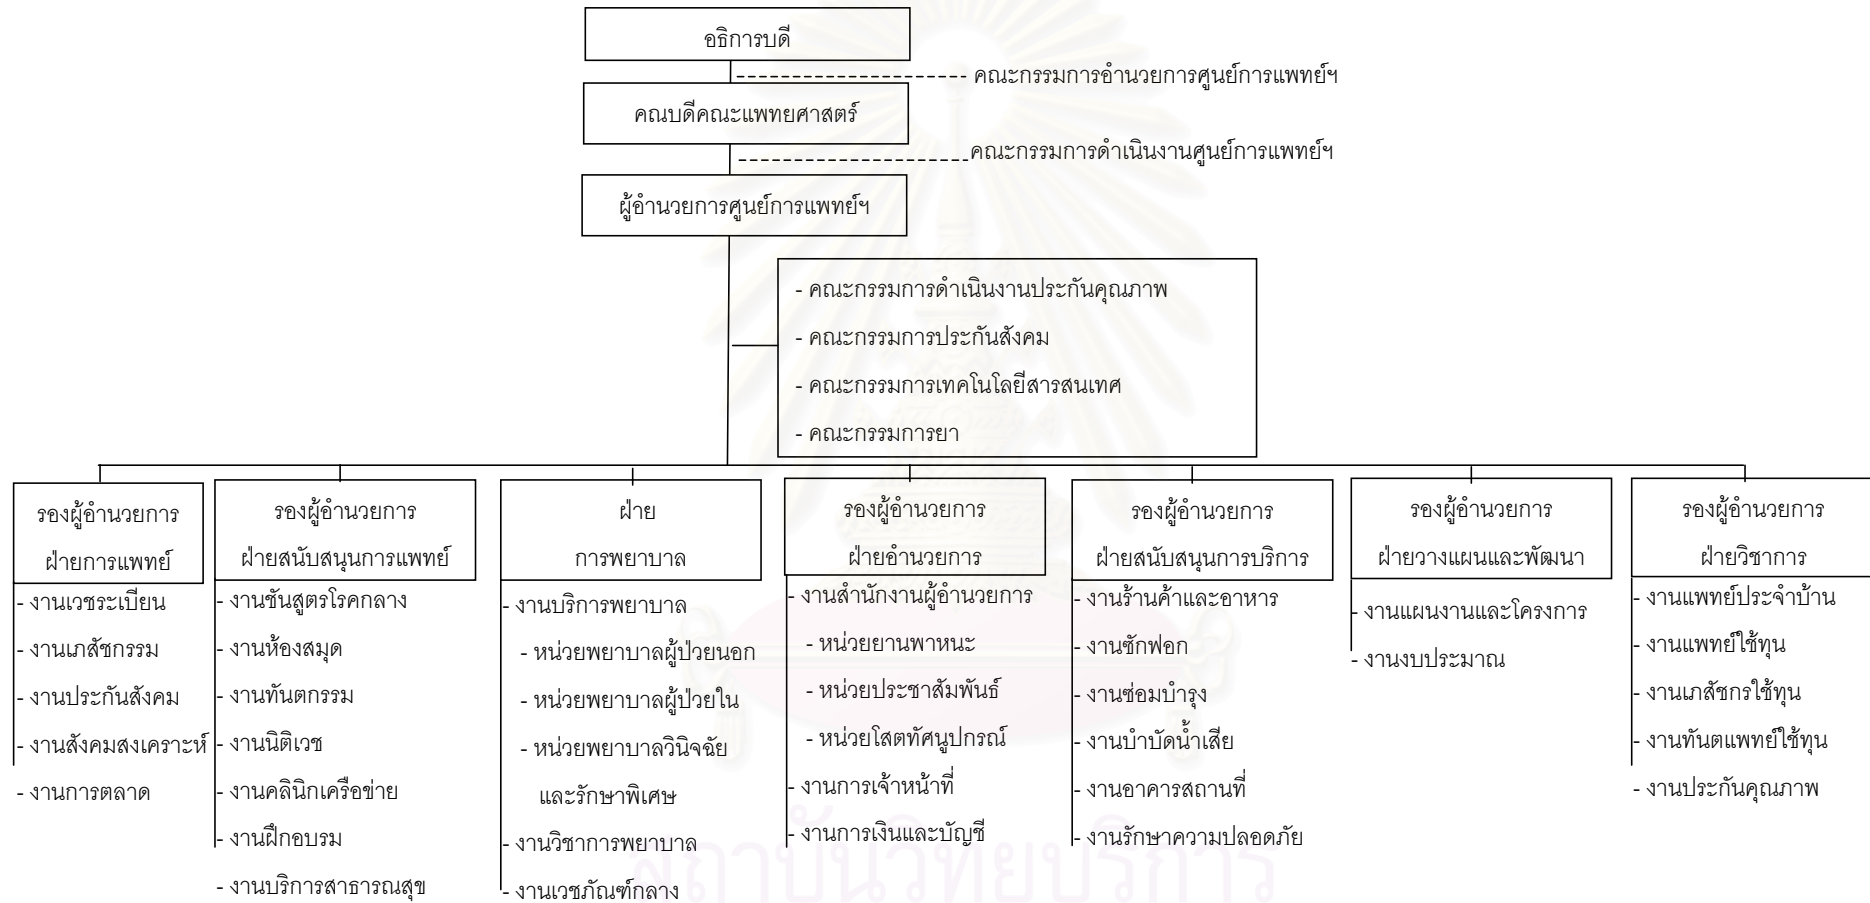 อธิการบดี
คณะกรรมการอำนวยการศูนย์การแพทย์ฯ
คณบดีคณะแพทยศาสตร์
คณะกรรมการดำเนินงานศูนย์การแพทย์ฯ
ผู้อำนวยการศูนย์การแพทย์ฯ
- คณะกรรมการดำเนินงานประกันคุณภาพ
- คณะกรรมการประกันสังคม
- คณะกรรมการเทคโนโลยีสารสนเทศ
- คณะกรรมการยา
รองผู้อำนวยการ
ฝ่ายการแพทย์
- งานเวชระเบียน
- งานเภสัชกรรม
- งานประกันสังคม
- งานสังคมสงเคราะห์
- งานการตลาด
รองผู้อำนวยการ
ฝ่ายสนับสนุนการแพทย์
- งานชันสูตรโรคกลาง
- งานห้องสมุด
- งานทันตกรรม
- งานนิติเวช
- งานคลินิกเครือข่าย
- งานฝึกอบรม
- งานบริการสาธารณสุข
ฝ่าย
การพยาบาล
- งานบริการพยาบาล
- หน่วยพยาบาลผู้ป่วยนอก
- หน่วยพยาบาลผู้ป่วยใน
- หน่วยพยาบาลวินิจฉัย
และรักษาพิเศษ
- งานวิชาการพยาบาล
- งานเวชภัณฑ์กลาง
รองผู้อำนวยการ
ฝ่ายอำนวยการ
- งานสำนักงานผู้อำนวยการ
- หน่วยยานพาหนะ
- หน่วยประชาสัมพันธ์
- หน่วยโสตทัศนูปกรณ์
- งานการเจ้าหน้าที่
- งานการเงินและบัญชี
รองผู้อำนวยการ
ฝ่ายสนับสนุนการบริการ
- งานร้านค้าและอาหาร
- งานซักฟอก
- งานซ่อมบำรุง
- งานบำบัดน้ำเสีย
- งานอาคารสถานที่
- งานรักษาความปลอดภัย
รองผู้อำนวยการ
ฝ่ายวางแผนและพัฒนา
- งานแผนงานและโครงการ
- งานงบประมาณ
รองผู้อำนวยการ
ฝ่ายวิชาการ
- งานแพทย์ประจำบ้าน
- งานแพทย์ใช้ทุน
- งานเภสัชกรใช้ทุน
- งานทันตแพทย์ใช้ทุน
- งานประกันคุณภาพ
สถาบันวิทยบริการ